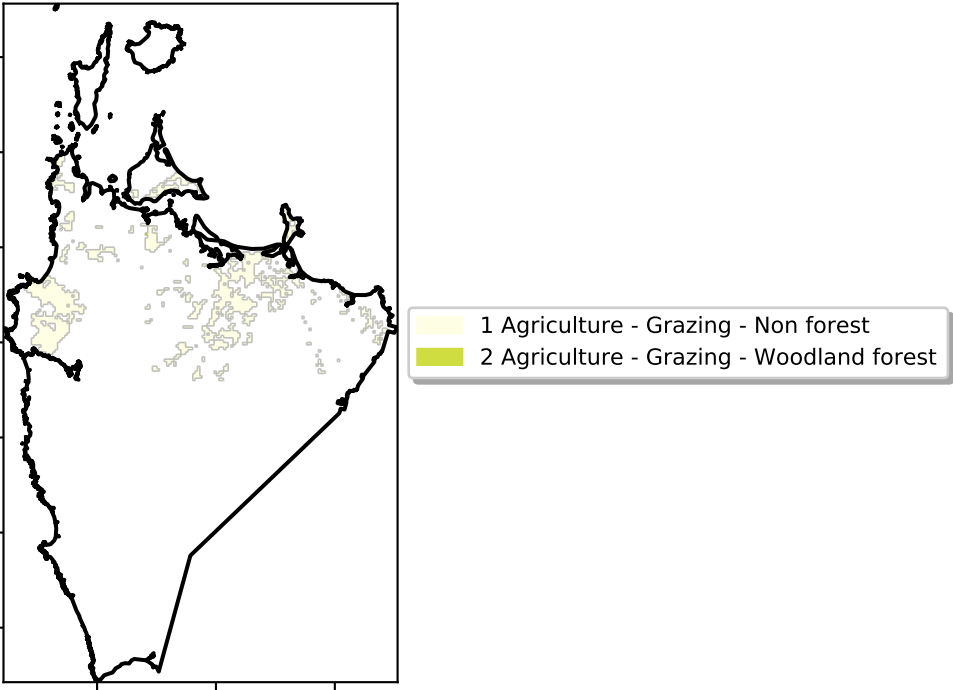 1 Agriculture - Grazing - Non forest
2 Agriculture - Grazing - Woodland forest